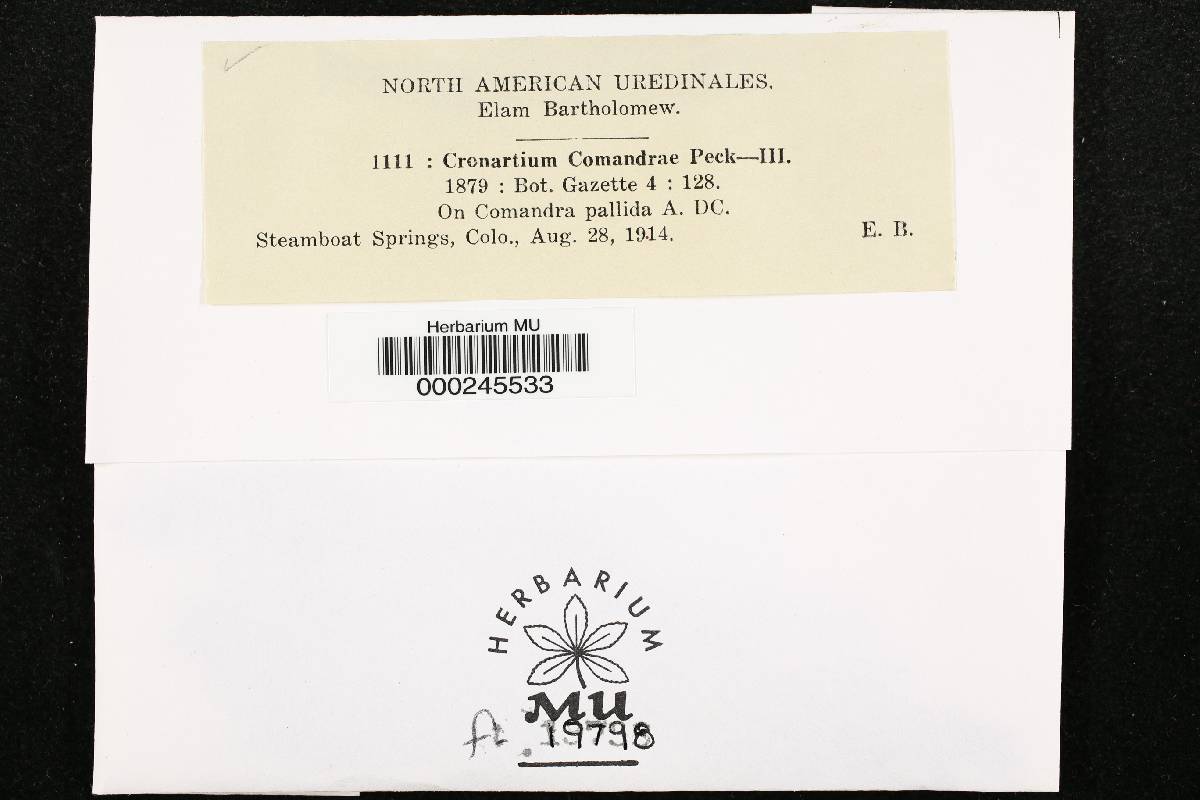 NORTH AMERICAN UREDINALES.
Elam Bartholomew.
1111 : Cronartium Comandrae Peck—III.
1879 : Bot. Gazette 4 : 128.
On Comandra pallida A. DC.
Steamboat Springs, Colo., Aug. 28, 1914.
E. B.
Herbarium MU
000245533
HERBARIUM
MU
19798